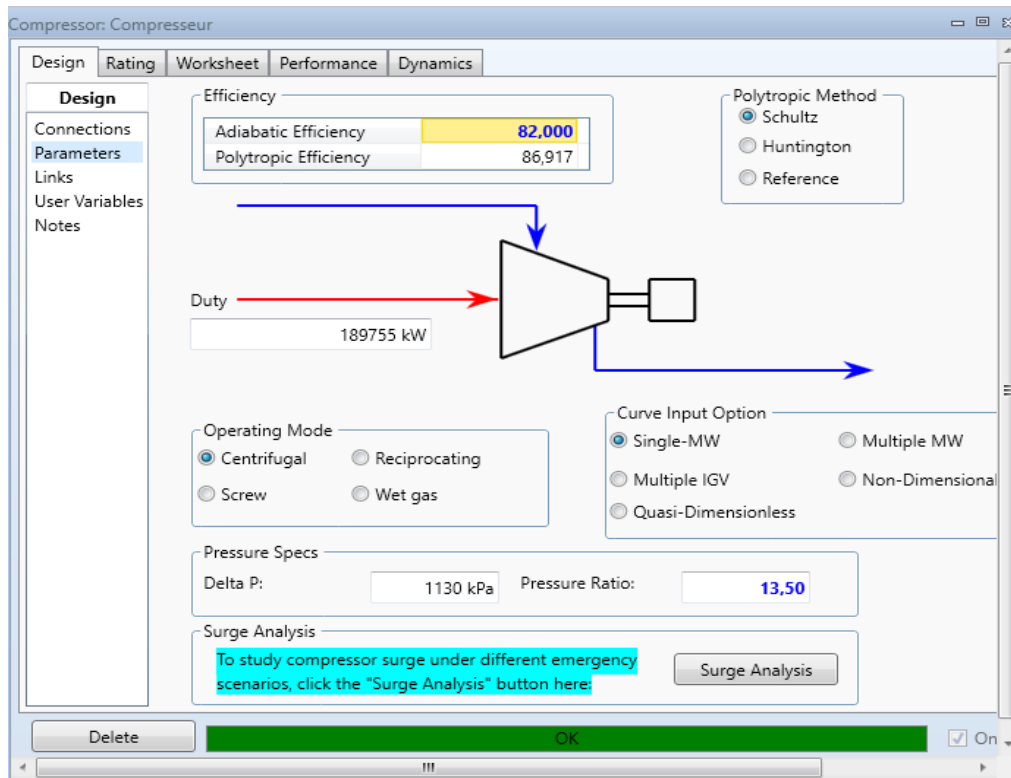 Compressor: Compresseur
Design Rating Worksheet Performance Dynamics
Design
Connections
Parameters
Links
User Variables
Notes
Efficiency
Adiabatic Efficiency 82,000
Polytropic Efficiency 86,917
Polytropic Method
Schultz
Huntington
Reference
Duty
189755 kW
Operating Mode
Centrifugal Reciprocating
Screw Wet gas
Curve Input Option
Single-MW Multiple MW
Multiple IGV Non-Dimensional
Quasi-Dimensionless
Pressure Specs
Delta P: 1130 kPa Pressure Ratio: 13,50
Surge Analysis
To study compressor surge under different emergency
scenarios, click the "Surge Analysis" button here:
Surge Analysis
Delete OK On